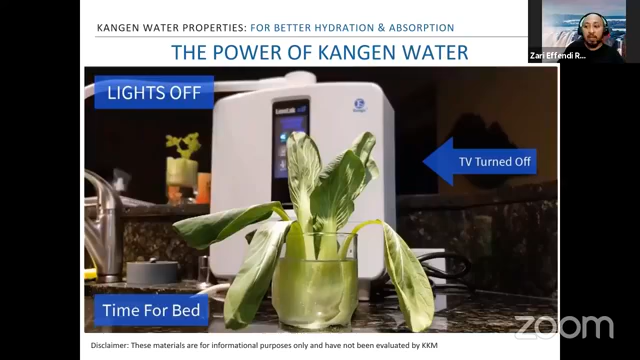 KANGEN WATER PROPERTIES: FOR BETTER HYDRATION & ABSORPTION
THE POWER OF KANGEN WATER
Zari Effendi R...
LIGHTS OFF
TV Turned Off
Time For Bed
zoom
Disclaimer: These materials are for informational purposes only and have not been evaluated by KKM